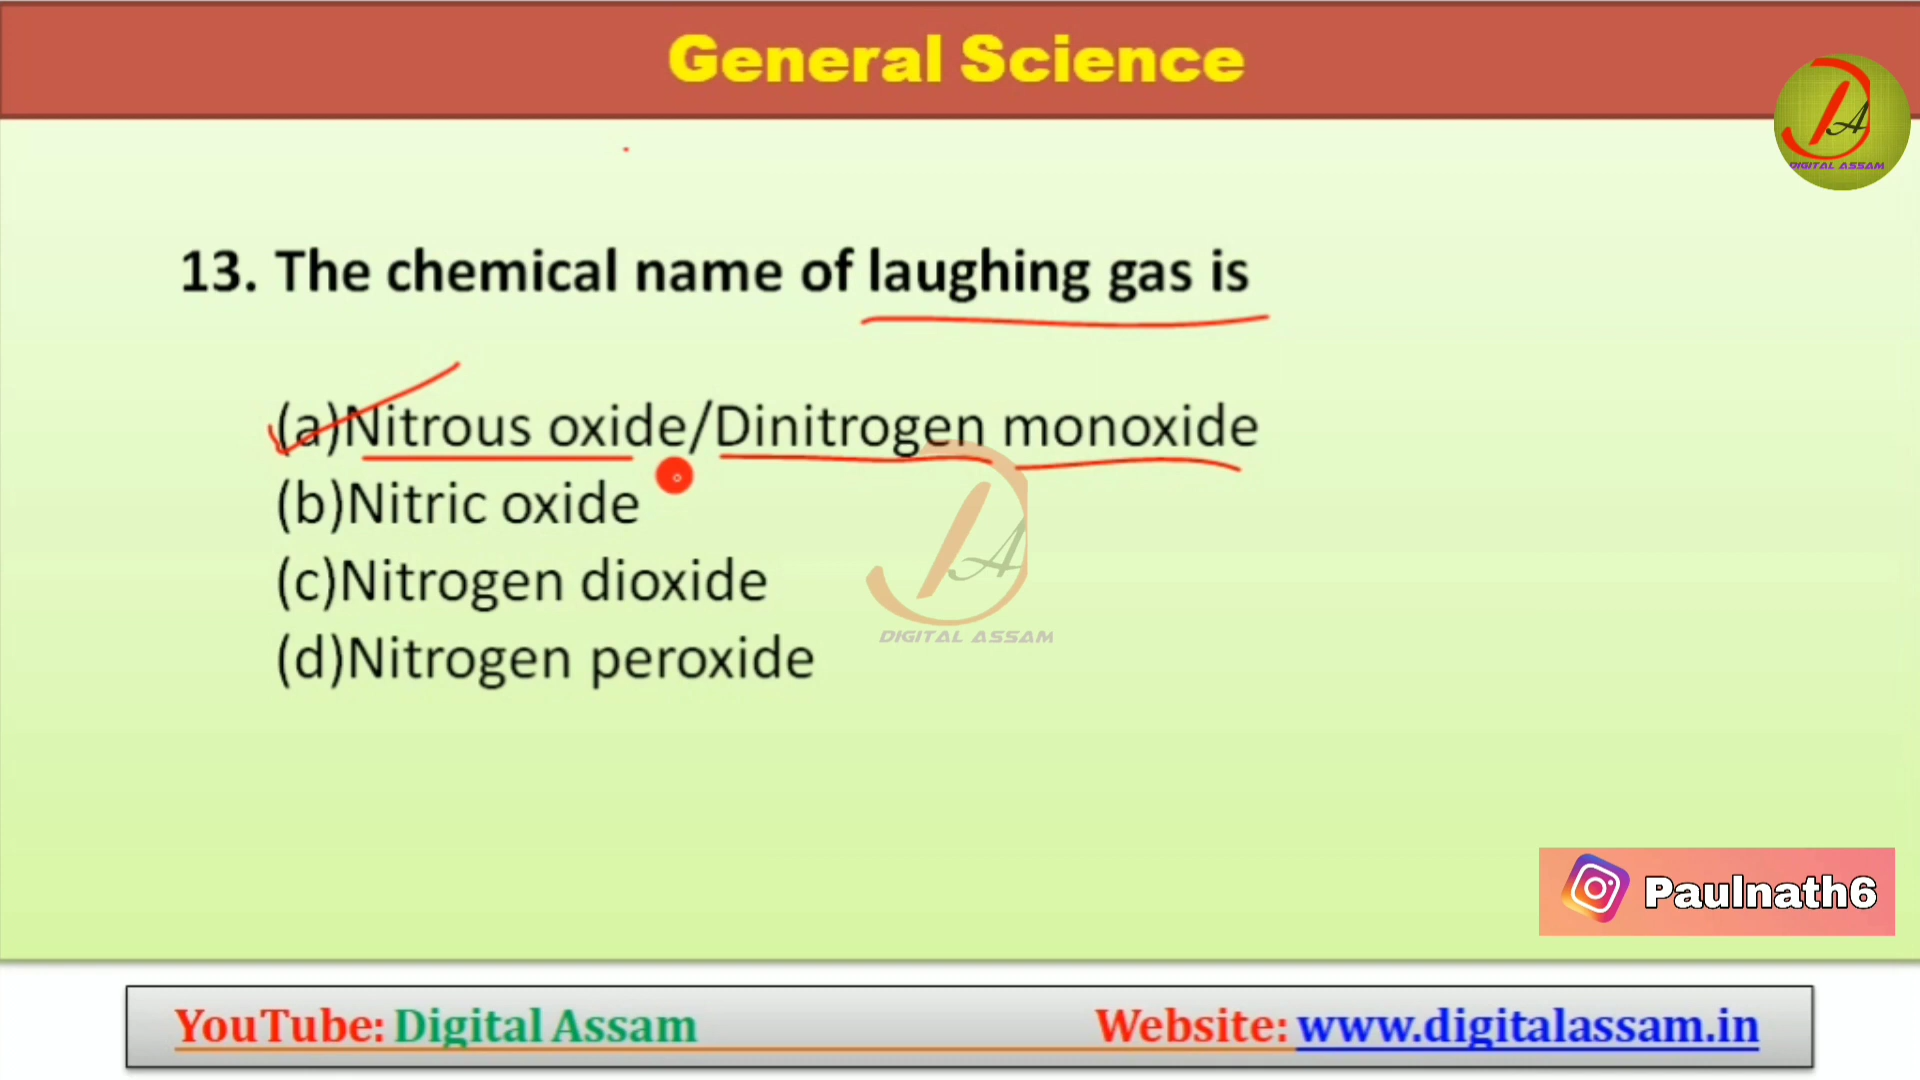 General Science
DIGITAL ASSAM
13. The chemical name of laughing gas is
(a)Nitrous oxide/Dinitrogen monoxide
(b)Nitric oxide
(c)Nitrogen dioxide
(d)Nitrogen peroxide
DIGITAL ASSAM
Paulnath6
YouTube: Digital Assam Website: www.digitalassam.in